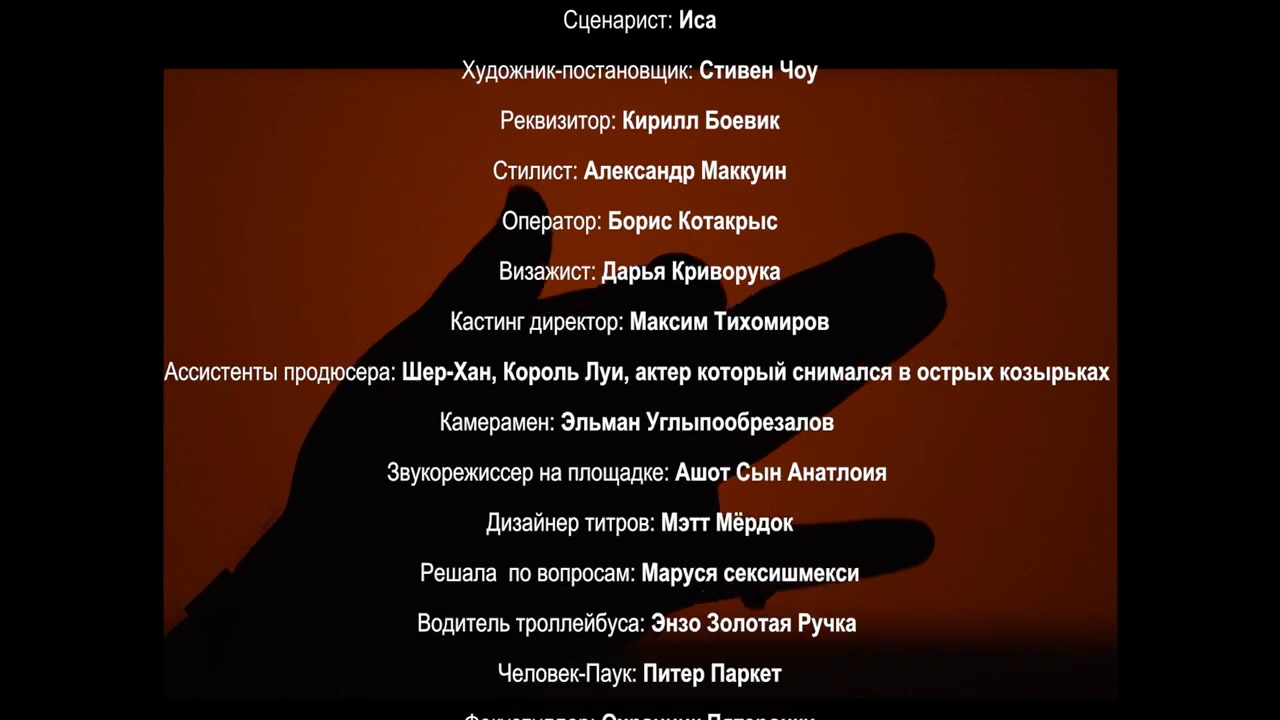 Сценарист: Иса
Художник-постановщик: Стивен Чоу
Реквизитор: Кирилл Боевик
Стилист: Александр Маккуин
Оператор: Борис Котакрыс
Визажист: Дарья Криворука
Кастинг директор: Максим Тихомиров
Ассистенты продюсера: Шер-Хан, Король Луи, актер который снимался в острых козырьках
Камерамен: Эльман Углыпообрезалов
Звукорежиссер на площадке: Ашот Сын Анатлоия
Дизайнер титров: Мэтт Мёрдок
Решала по вопросам: Маруся сексишмекси
Водитель троллейбуса: Энзо Золотая Ручка
Человек-Паук: Питер Паркет